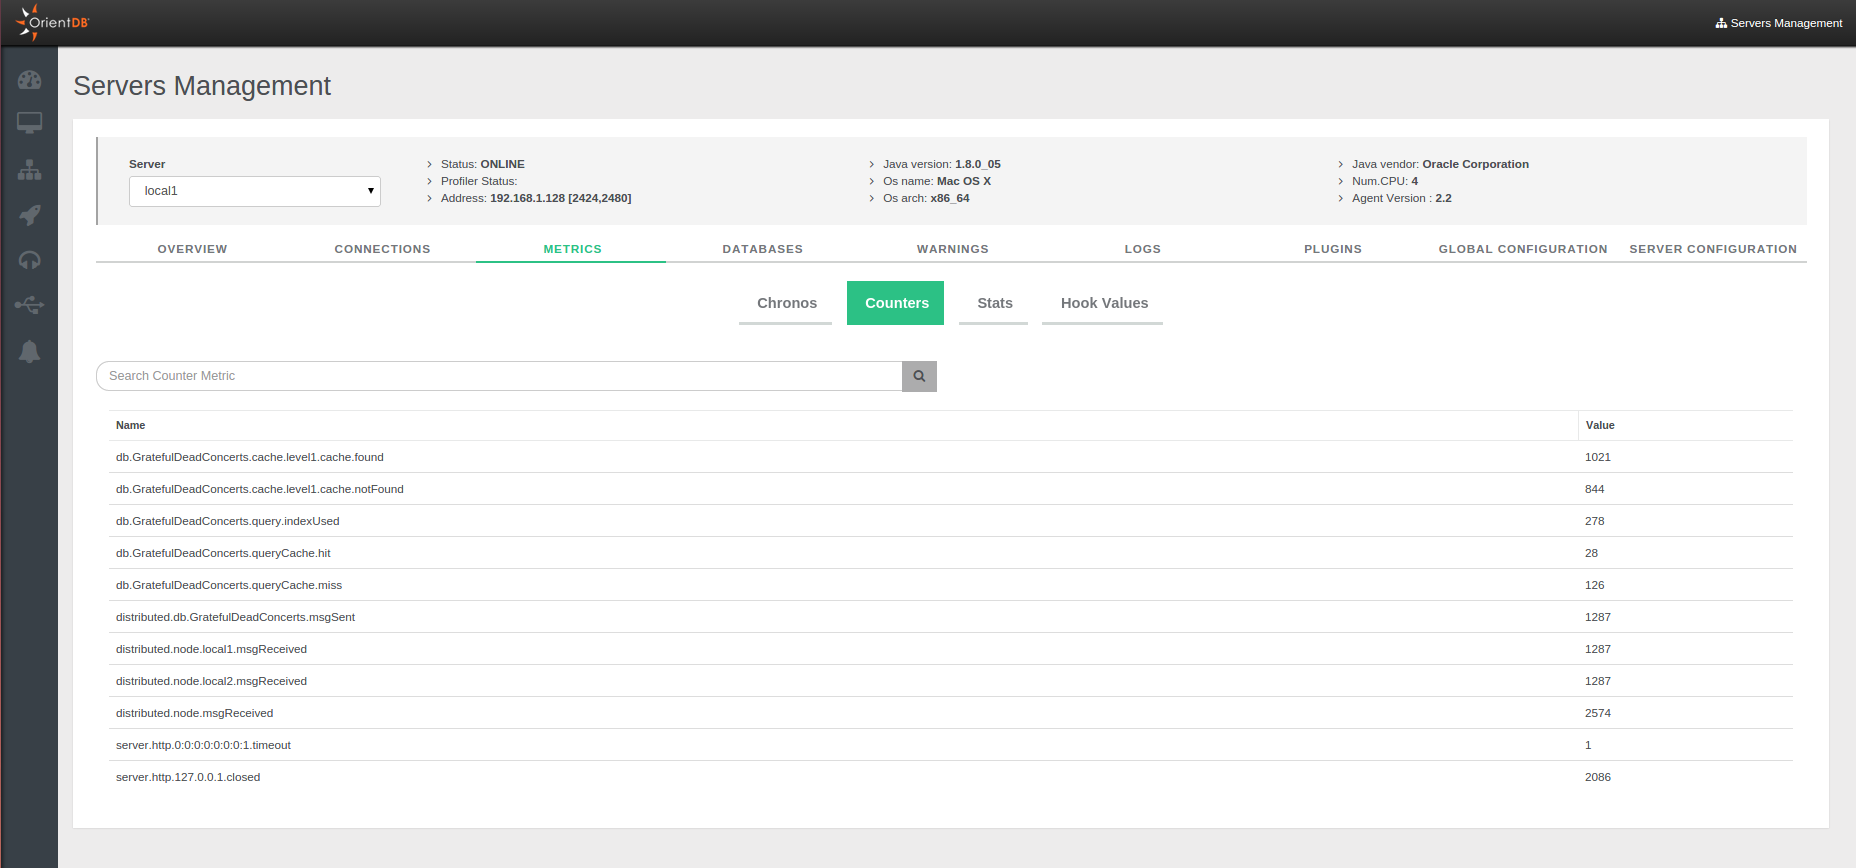 OrientDB
Servers Management
Servers Management
Server
local1
Status: ONLINE
Profiler Status:
Address: 192.168.1.128 [2424,2480]
Java version: 1.8.0_05
Os name: Mac OS X
Os arch: x86_64
Java vendor: Oracle Corporation
Num.CPU: 4
Agent Version : 2.2
OVERVIEW CONNECTIONS METRICS DATABASES WARNINGS LOGS PLUGINS GLOBAL CONFIGURATION SERVER CONFIGURATION
Chronos Counters Stats Hook Values
Search Counter Metric
Name Value
db.GratefulDeadConcerts.cache.level1.cache.found 1021
db.GratefulDeadConcerts.cache.level1.cache.notFound 844
db.GratefulDeadConcerts.query.indexUsed 278
db.GratefulDeadConcerts.queryCache.hit 28
db.GratefulDeadConcerts.queryCache.miss 126
distributed.db.GratefulDeadConcerts.msgSent 1287
distributed.node.local1.msgReceived 1287
distributed.node.local2.msgReceived 1287
distributed.node.msgReceived 2574
server.http.0:0:0:0:0:0:0:1.timeout 1
server.http.127.0.0.1.closed 2086